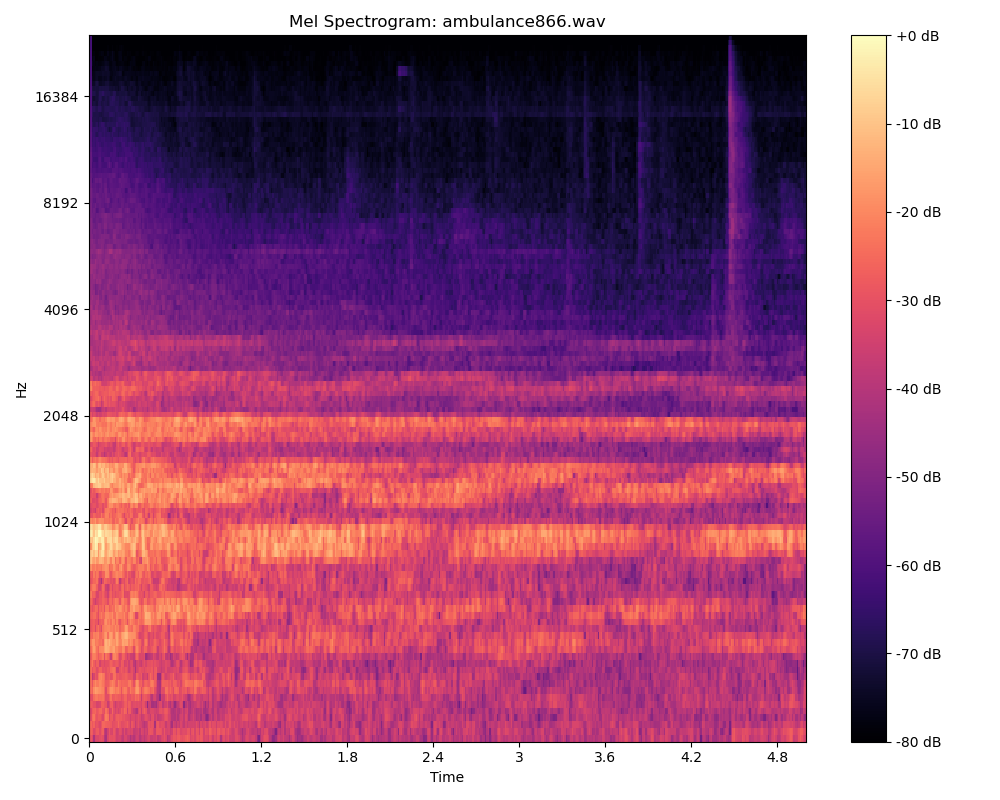 Mel Spectrogram: ambulance866.wav
Hz
16384
8192
4096
2048
1024
512
0
0 0.6 1.2 1.8 2.4 3 3.6 4.2 4.8
Time
+0 dB
-10 dB
-20 dB
-30 dB
-40 dB
-50 dB
-60 dB
-70 dB
-80 dB